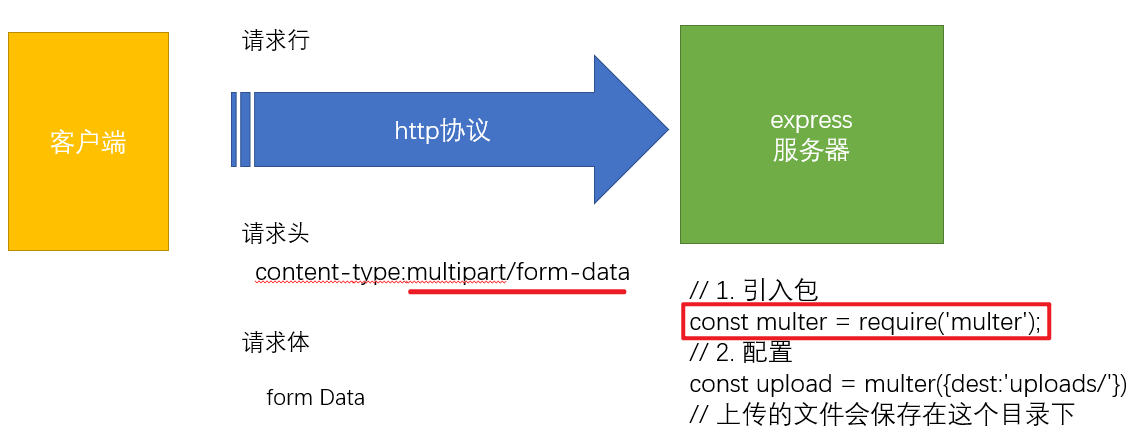 客户端
请求行
http协议
请求头
content-type:multipart/form-data
请求体
form Data
express
服务器
// 1. 引入包
const multer = require('multer');
// 2. 配置
const upload = multer({dest:'uploads/'})
// 上传的文件会保存在这个目录下